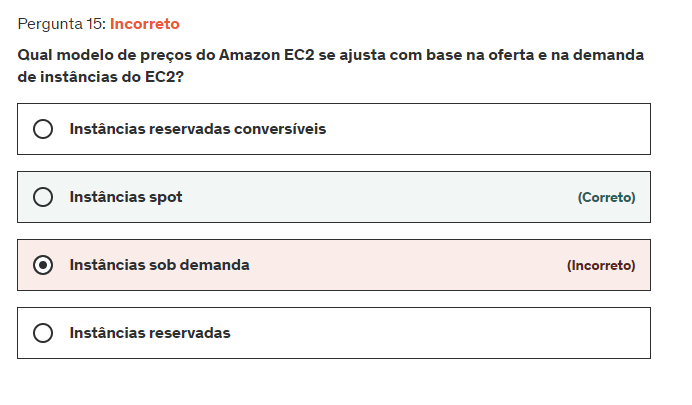 Pergunta 15: Incorreto
Qual modelo de preços do Amazon EC2 se ajusta com base na oferta e na demanda
de instâncias do EC2?
Instâncias reservadas conversíveis
Instâncias spot (Correto)
Instâncias sob demanda (Incorreto)
Instâncias reservadas